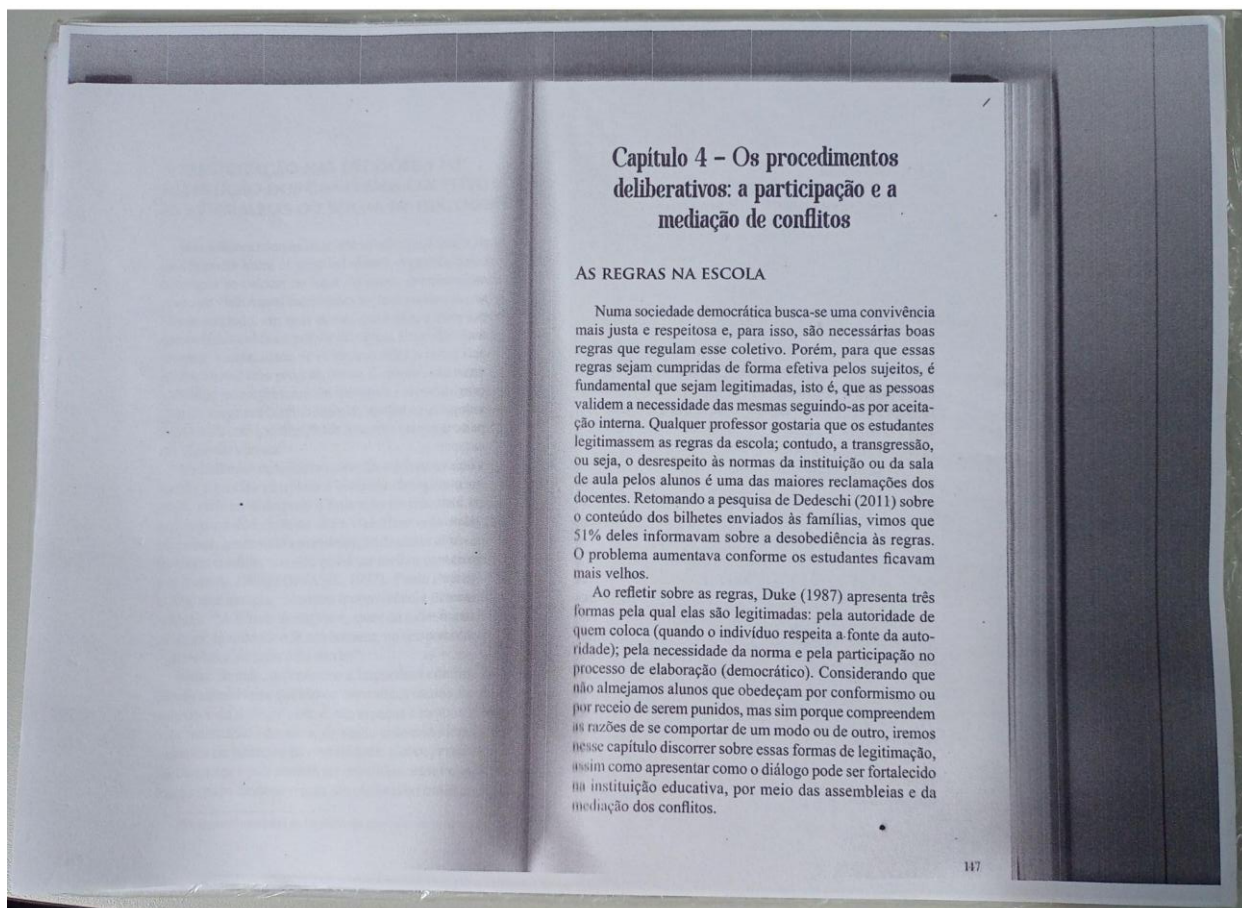 Capítulo 4 – Os procedimentos
deliberativos: a participação e a
mediação de conflitos
AS REGRAS NA ESCOLA
Numa sociedade democrática busca-se uma convivência
mais justa e respeitosa e, para isso, são necessárias boas
regras que regulam esse coletivo. Porém, para que essas
regras sejam cumpridas de forma efetiva pelos sujeitos, é
fundamental que sejam legitimadas, isto é, que as pessoas
validem a necessidade das mesmas seguindo-as por aceita-
ção interna. Qualquer professor gostaria que os estudantes
legitimassem as regras da escola; contudo, a transgressão,
ou seja, o desrespeito às normas da instituição ou da sala
de aula pelos alunos é uma das maiores reclamações dos
docentes. Retomando a pesquisa de Dedeschi (2011) sobre
o conteúdo dos bilhetes enviados às famílias, vimos que
51% deles informavam sobre a desobediência às regras.
O problema aumentava conforme os estudantes ficavam
mais velhos.
Ao refletir sobre as regras, Duke (1987) apresenta três
formas pela qual elas são legitimadas: pela autoridade de
quem coloca (quando o indivíduo respeita a fonte da auto-
ridade); pela necessidade da norma e pela participação no
processo de elaboração (democrático). Considerando que
não almejamos alunos que obedeçam por conformismo ou
por receio de serem punidos, mas sim porque compreendem
as razões de se comportar de um modo ou de outro, iremos
nesse capítulo discorrer sobre essas formas de legitimação,
assim como apresentar como o diálogo pode ser fortalecido
na instituição educativa, por meio das assembleias e da
mediação dos conflitos.
147